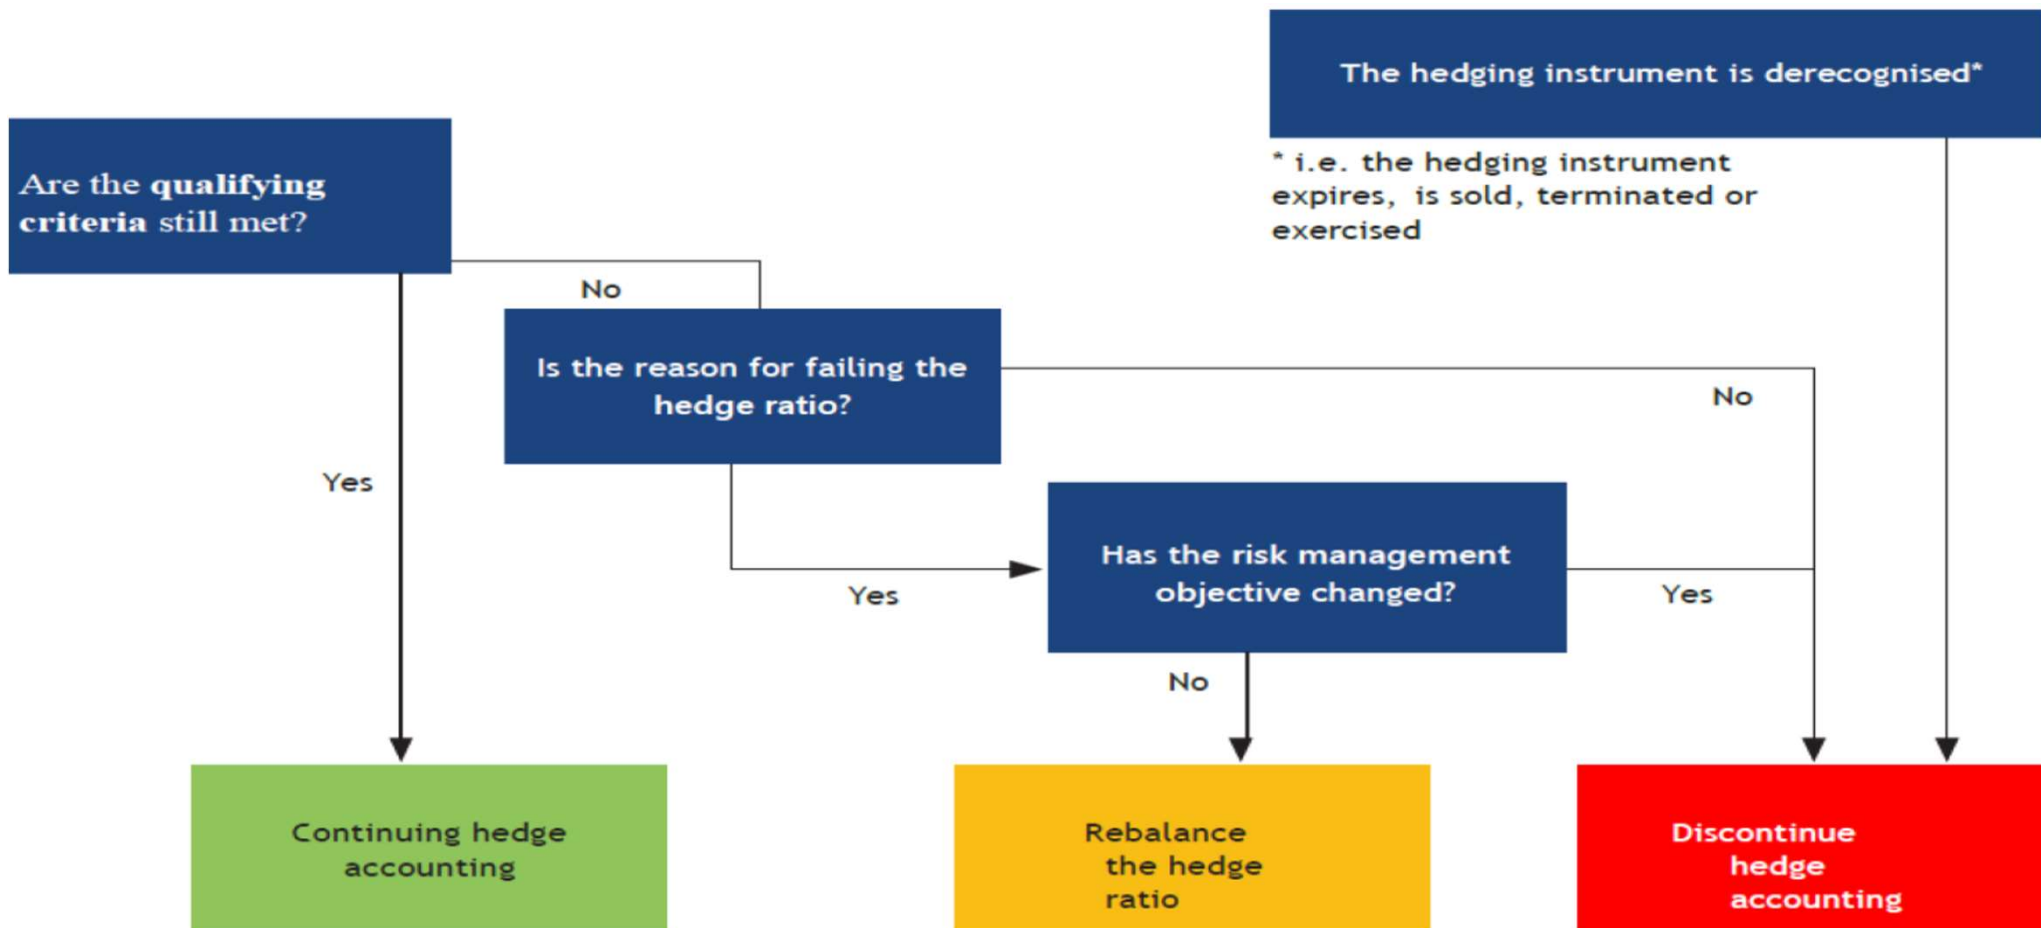 The hedging instrument is derecognised*
* i.e. the hedging instrument
expires, is sold, terminated or
exercised
Are the qualifying
criteria still met?
No
Is the reason for failing the
hedge ratio?
No
Yes
Has the risk management
objective changed?
Yes
Yes
No
Continuing hedge
accounting
Rebalance
the hedge
ratio
Discontinue
hedge
accounting